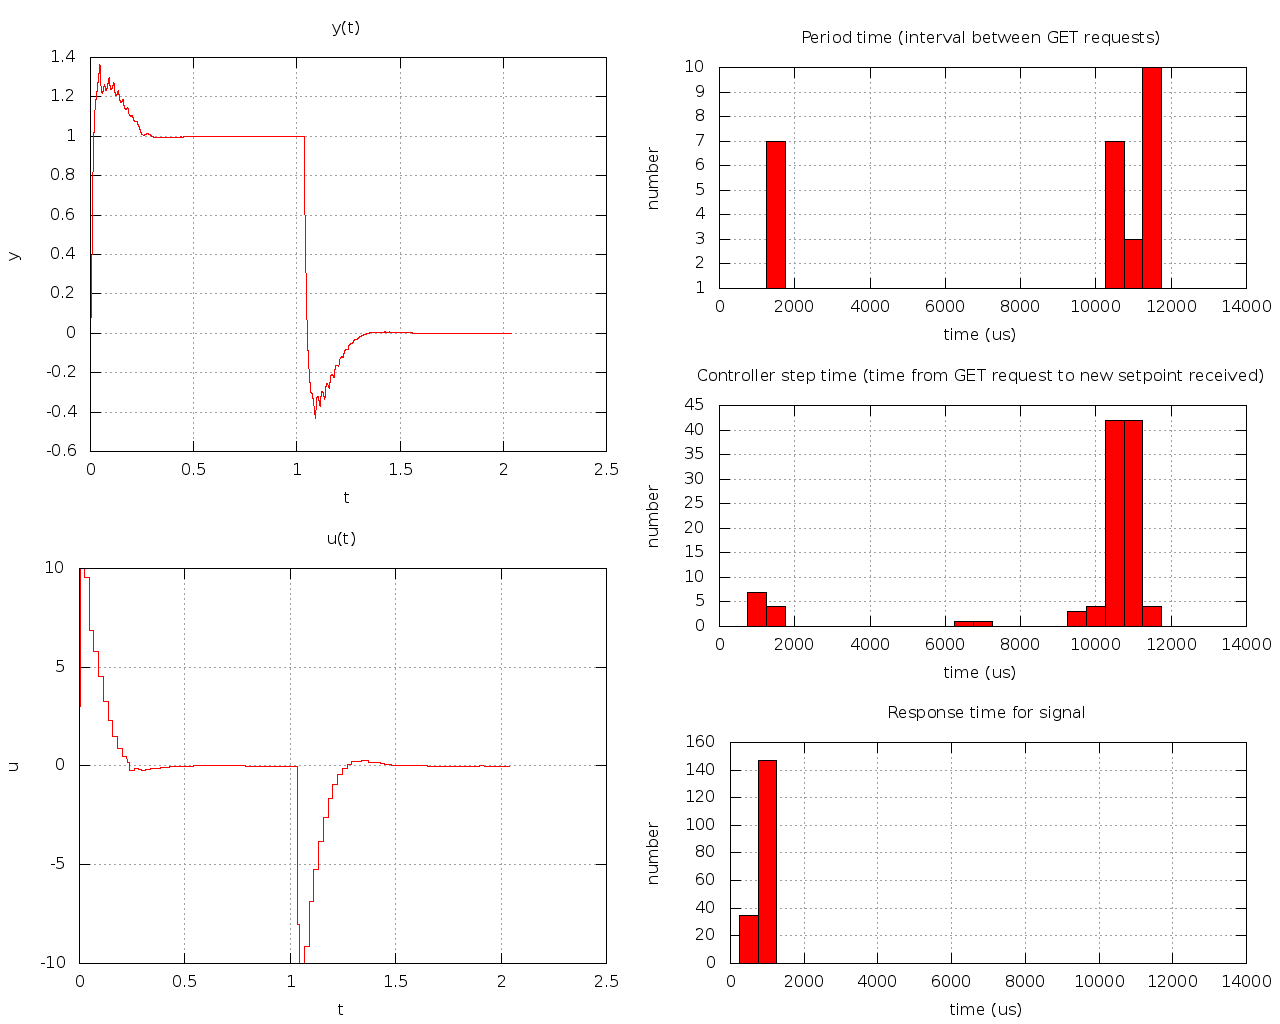 y(t)
1.4
1.2
1
0.8
0.6
0.4
0.2
0
-0.2
-0.4
-0.6
y
0 0.5 1 1.5 2 2.5
t
u(t)
10
5
0
-5
-10
u
0 0.5 1 1.5 2 2.5
t
Period time (interval between GET requests)
10
9
8
7
6
5
4
3
2
1
number
0 2000 4000 6000 8000 10000 12000 14000
time (us)
Controller step time (time from GET request to new setpoint received)
45
40
35
30
25
20
15
10
5
0
number
0 2000 4000 6000 8000 10000 12000 14000
time (us)
Response time for signal
160
140
120
100
80
60
40
20
0
number
0 2000 4000 6000 8000 10000 12000 14000
time (us)